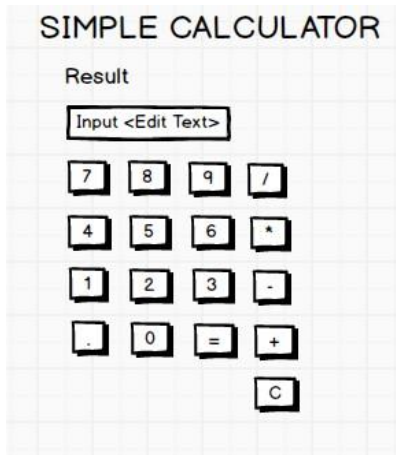 SIMPLE CALCULATOR
Result
Input <Edit Text>
7 8 9 /
4 5 6 *
1 2 3 -
. 0 = +
C